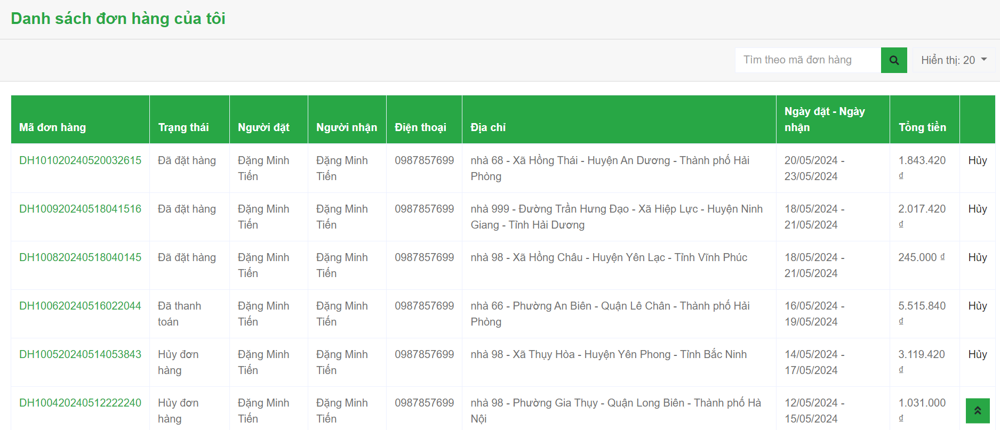 Danh sách đơn hàng của tôi
Tìm theo mã đơn hàng
Hiển thị: 20
Mã đơn hàng
Trạng thái
Người đặt
Người nhận
Điện thoại
Địa chỉ
Ngày đặt - Ngày
nhận
Tổng tiền
DH101020240520032615
Đã đặt hàng
Đặng Minh
Tiến
Đặng Minh
Tiến
0987857699
nhà 68 - Xã Hồng Thái - Huyện An Dương - Thành phố Hải
Phòng
20/05/2024 -
23/05/2024
1.843.420
₫
Hủy
DH100920240518041516
Đã đặt hàng
Đặng Minh
Tiến
Đặng Minh
Tiến
0987857699
nhà 999 - Đường Trần Hưng Đạo - Xã Hiệp Lực - Huyện Ninh
Giang - Tỉnh Hải Dương
18/05/2024 -
21/05/2024
2.017.420
₫
Hủy
DH100820240518040145
Đã đặt hàng
Đặng Minh
Tiến
Đặng Minh
Tiến
0987857699
nhà 98 - Xã Hồng Châu - Huyện Yên Lạc - Tỉnh Vĩnh Phúc
18/05/2024 -
21/05/2024
245.000 ₫
Hủy
DH100620240516022044
Đã thanh
toán
Đặng Minh
Tiến
Đặng Minh
Tiến
0987857699
nhà 66 - Phường An Biên - Quận Lê Chân - Thành phố Hải
Phòng
16/05/2024 -
19/05/2024
5.515.840
₫
Hủy
DH100520240514053843
Hủy đơn
hàng
Đặng Minh
Tiến
Đặng Minh
Tiến
0987857699
nhà 98 - Xã Thụy Hòa - Huyện Yên Phong - Tỉnh Bắc Ninh
14/05/2024 -
17/05/2024
3.119.420
₫
Hủy
DH100420240512222240
Hủy đơn
hàng
Đặng Minh
Tiến
Đặng Minh
Tiến
0987857699
nhà 98 - Phường Gia Thụy - Quận Long Biên - Thành phố Hà
Nội
12/05/2024 -
15/05/2024
1.031.000
₫